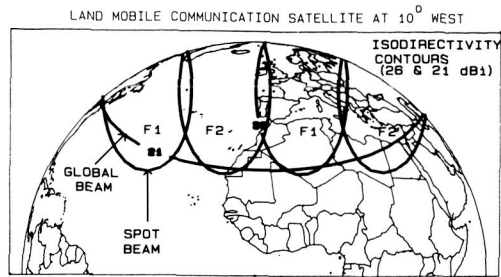 LAND MOBILE COMMUNICATION SATELLITE AT 10° WEST
ISODIRECTIVITY
CONTOURS
(26 & 21 dBi)
F1
F2
F1
F2
21
GLOBAL
BEAM
SPOT
BEAM